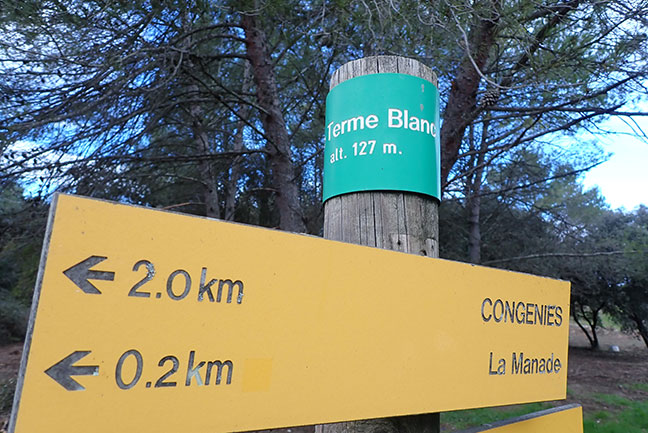 Terme Blanc
alt. 127 m.
2.0 km CONGENIES
0.2 km La Manade